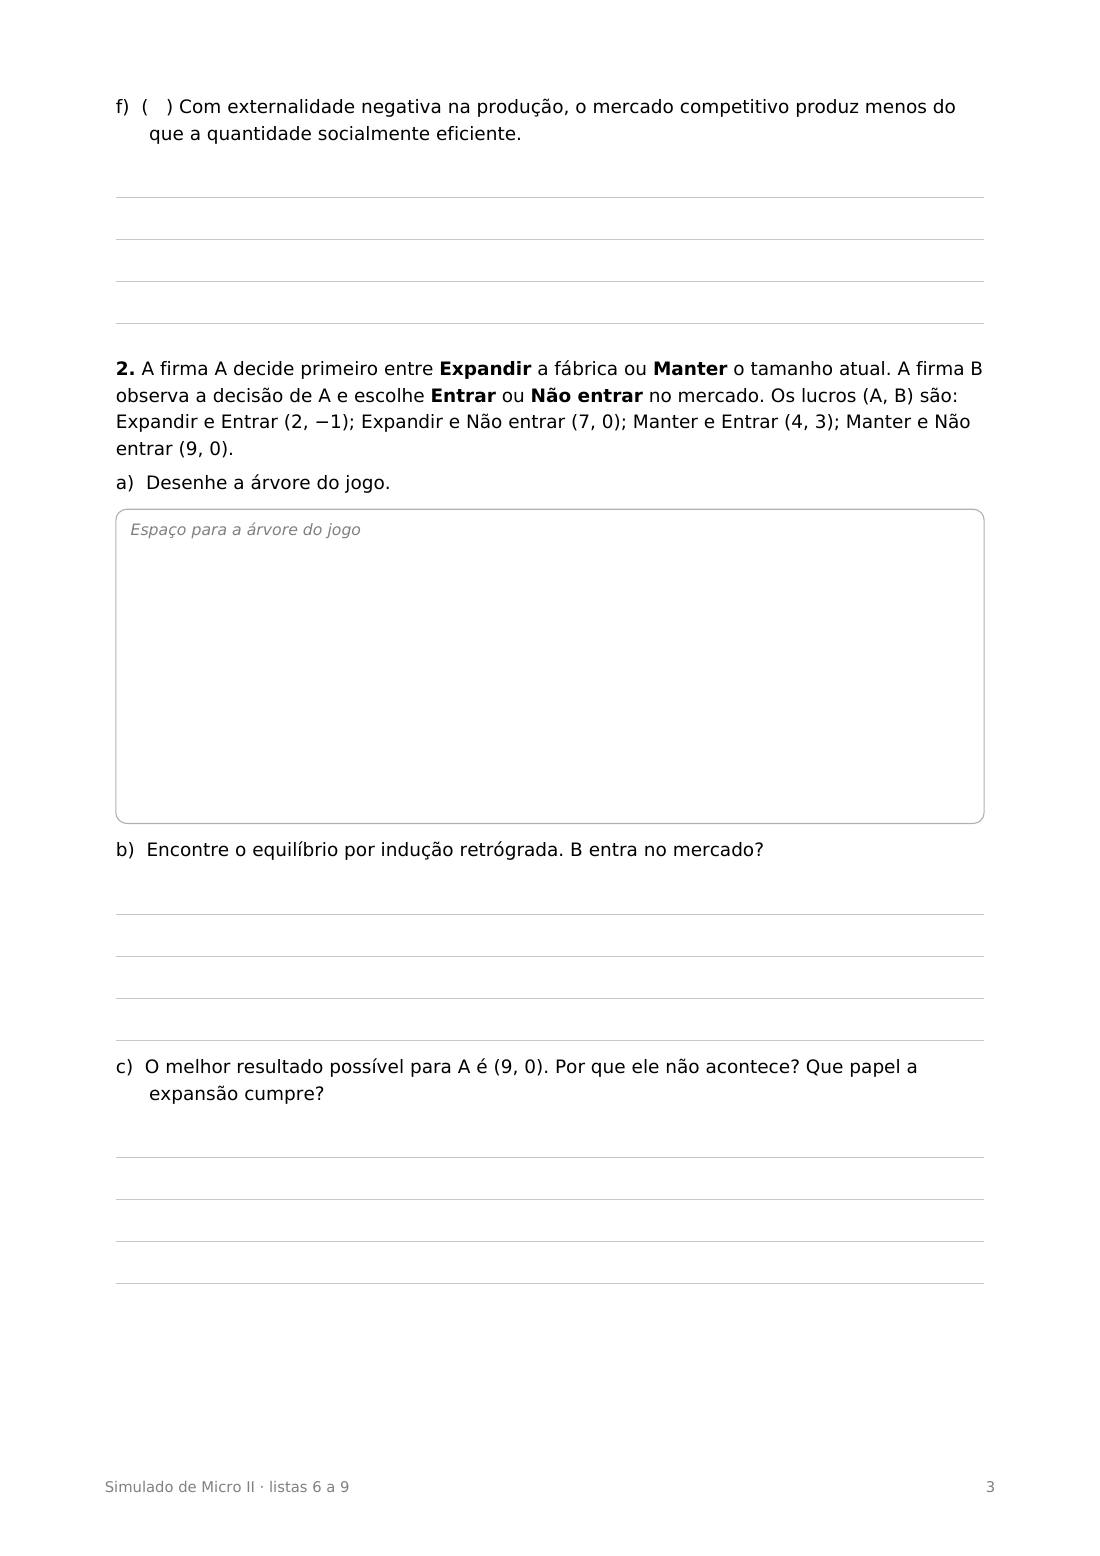 f) (   ) Com externalidade negativa na produção, o mercado competitivo produz menos do
que a quantidade socialmente eficiente.
2. A firma A decide primeiro entre Expandir a fábrica ou Manter o tamanho atual. A firma B
observa a decisão de A e escolhe Entrar ou Não entrar no mercado. Os lucros (A, B) são:
Expandir e Entrar (2, −1); Expandir e Não entrar (7, 0); Manter e Entrar (4, 3); Manter e Não
entrar (9, 0).
a) Desenhe a árvore do jogo.
Espaço para a árvore do jogo
b) Encontre o equilíbrio por indução retrógrada. B entra no mercado?
c) O melhor resultado possível para A é (9, 0). Por que ele não acontece? Que papel a
expansão cumpre?
Simulado de Micro II · listas 6 a 9
3